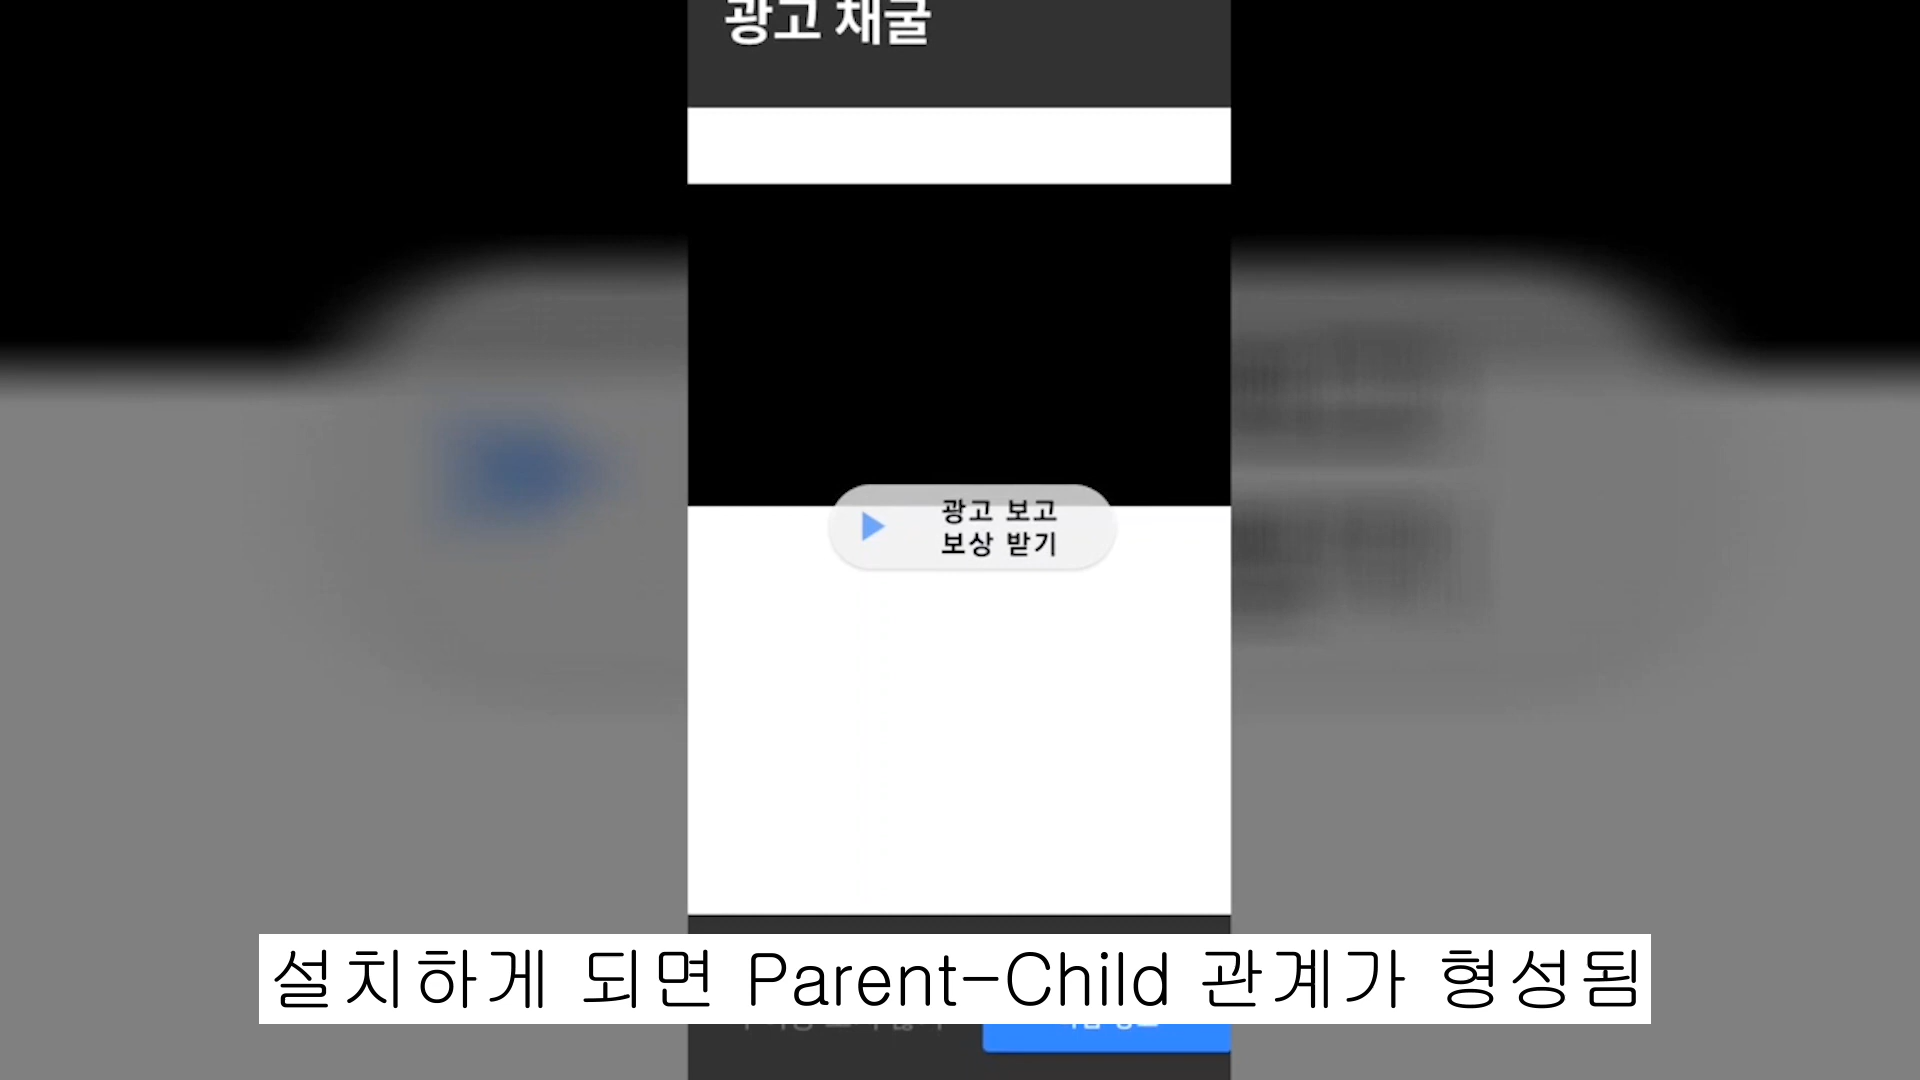 광고 채굴
광고 보고
보상 받기
설치하게 되면 Parent-Child 관계가 형성됨